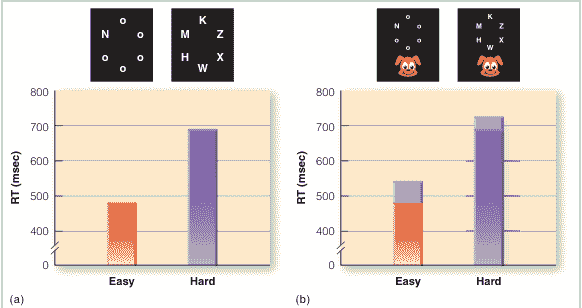 o
N o
o o
o
K
M Z
H X
W
800
700
600
500
400
0
RT (msec)
Easy Hard
(a)
o
N o
o o
o
K
M Z
H X
W
800
700
600
500
400
0
RT (msec)
Easy Hard
(b)